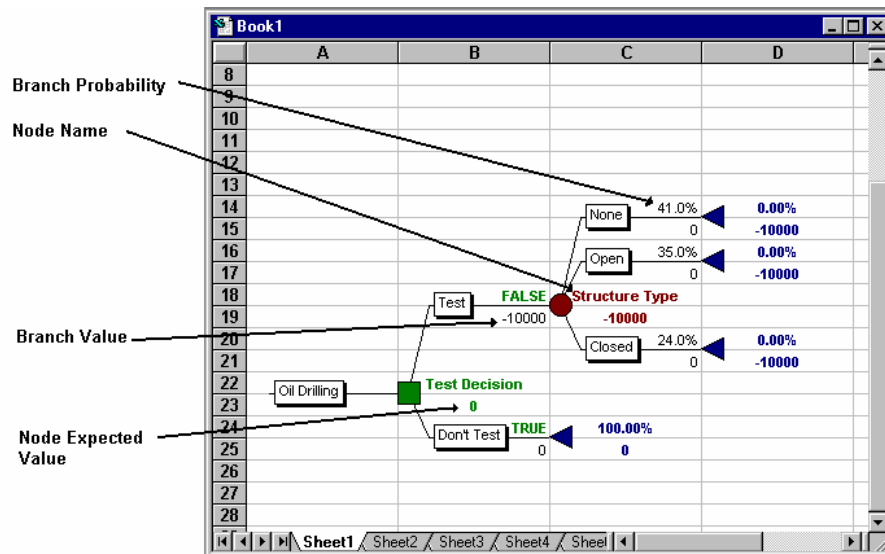 Book1
A B C D
8
Branch Probability
9
10
Node Name
11
12
13
14 None 41.0% 0.00%
15 0 -10000
16 Open 35.0% 0.00%
17 0 -10000
18 Test FALSE Structure Type
19 -10000 -10000
Branch Value
20 Closed 24.0% 0.00%
21 0 -10000
22 Oil Drilling Test Decision
23 0
Node Expected
Value
24 Don't Test TRUE 100.00%
25 0 0
26
27
28
Sheet1 Sheet2 Sheet3 Sheet4